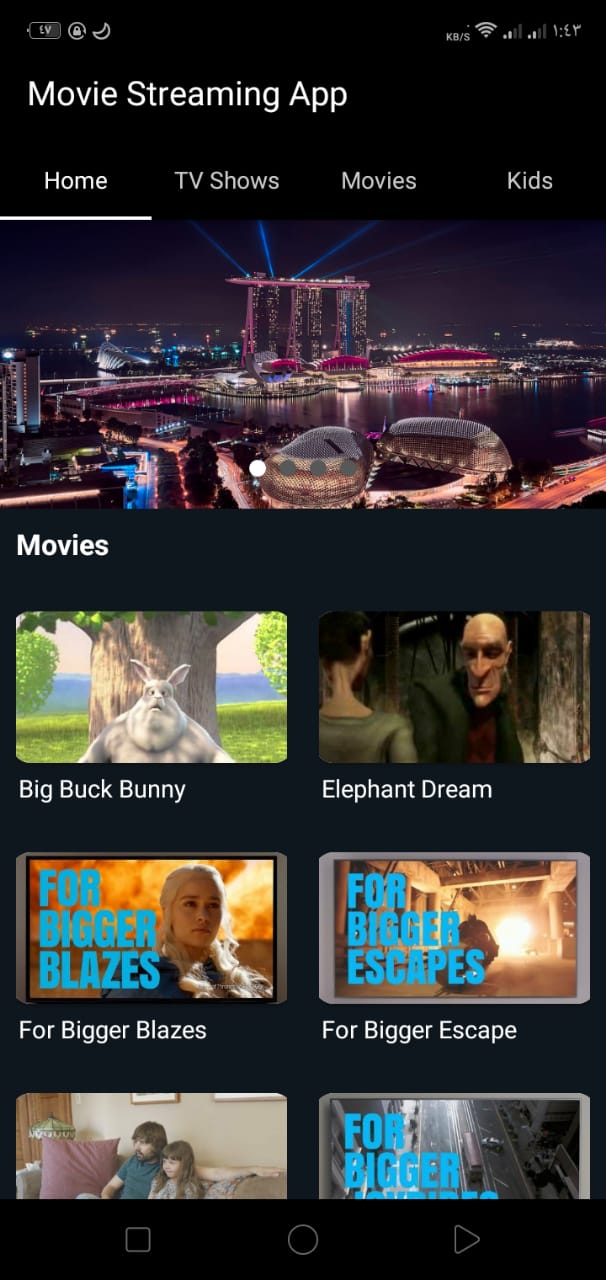 ٤٧
KB/S
١:٤٣
Movie Streaming App
Home TV Shows Movies Kids
Movies
Big Buck Bunny
Elephant Dream
FOR
BIGGER
BLAZES
FOR
BIGGER
ESCAPES
For Bigger Blazes
For Bigger Escape
FOR
BIGGER
JOYRIDES